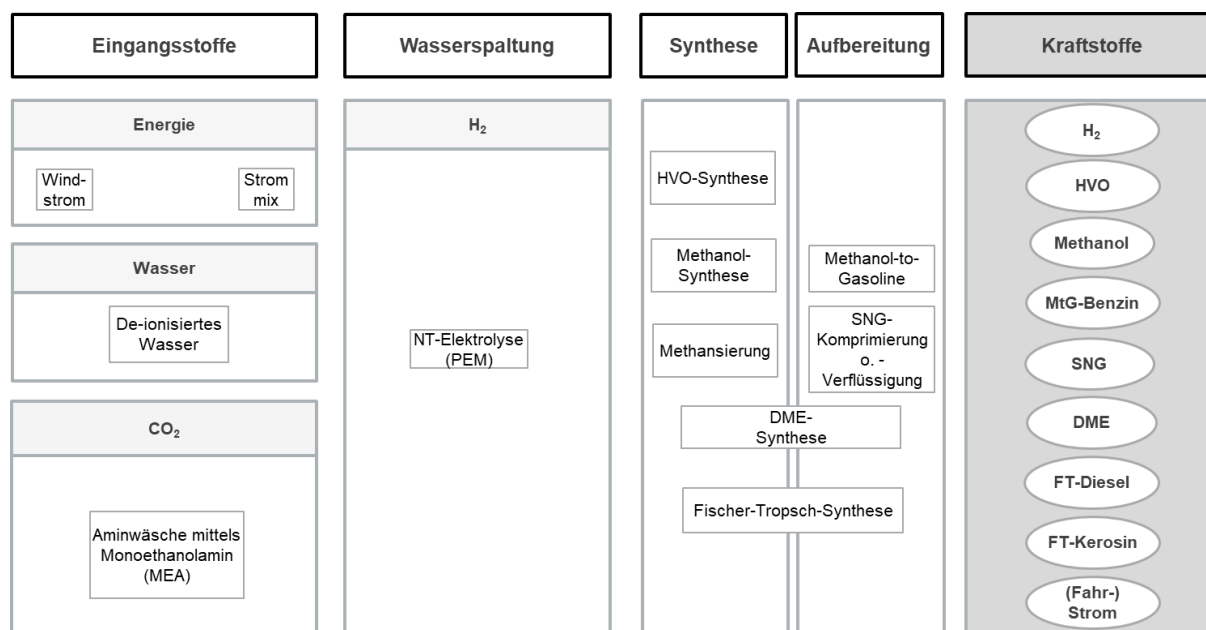 Eingangsstoffe
Wasserspaltung
Synthese
Aufbereitung
Kraftstoffe
Energie
Wind-
strom
Strom
mix
Wasser
De-ionisiertes
Wasser
CO₂
Aminwäsche mittels
Monoethanolamin
(MEA)
H₂
NT-Elektrolyse
(PEM)
HVO-Synthese
Methanol-
Synthese
Methansierung
Methanol-to-
Gasoline
SNG-
Komprimierung
o. -
Verflüssigung
DME-
Synthese
Fischer-Tropsch-Synthese
H₂
HVO
Methanol
MtG-Benzin
SNG
DME
FT-Diesel
FT-Kerosin
(Fahr-)
Strom